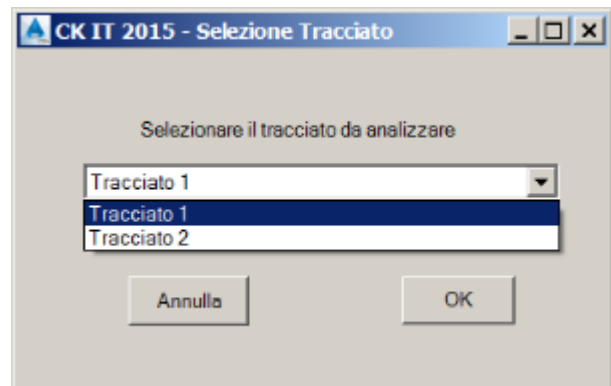 CK IT 2015 - Selezione Tracciato
Selezionare il tracciato da analizzare
Tracciato 1
Tracciato 1
Tracciato 2
Annulla
OK